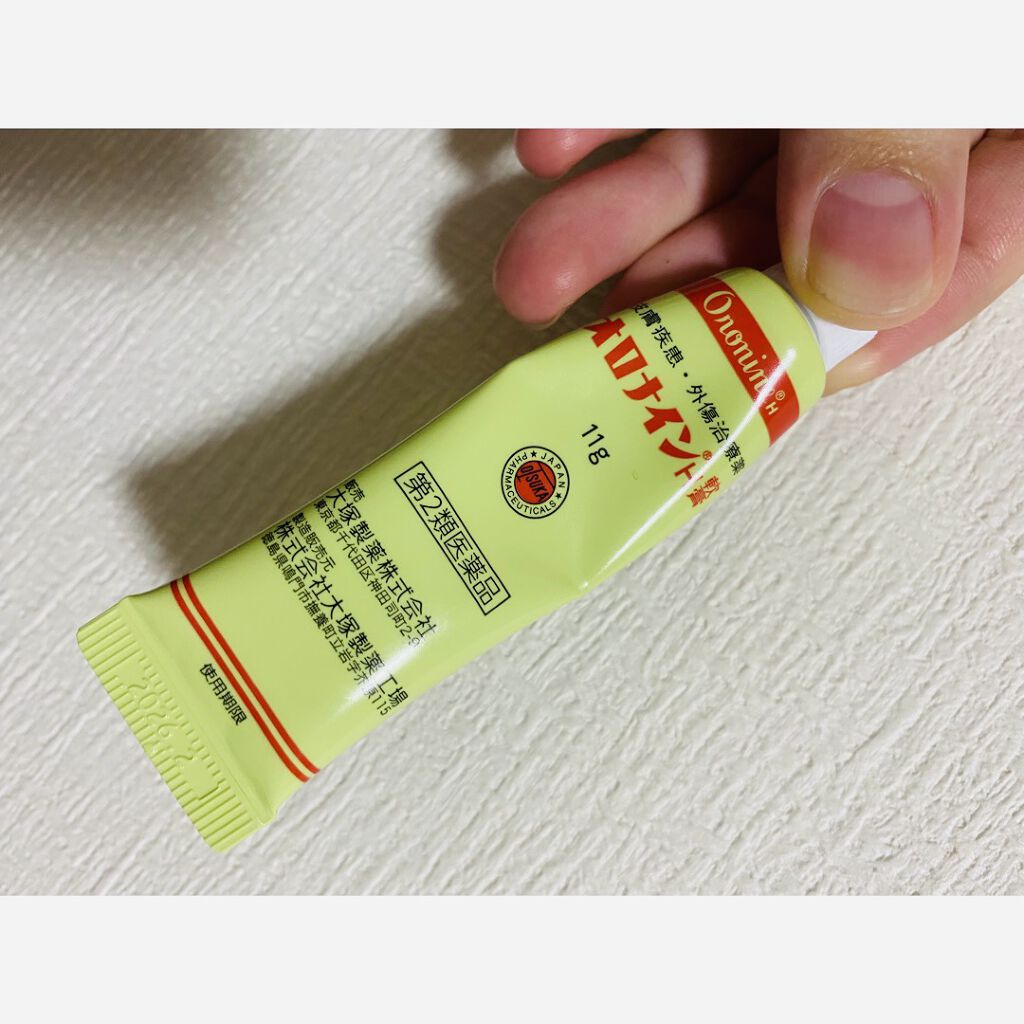 Oronine® H
皮膚疾患・外傷治療薬
オロナイン®H軟膏
11g
JAPAN
OTSUKA
PHARMACEUTICALS
第2類医薬品
販売
大塚製薬株式会社
東京都千代田区神田司町2-9
製造販売元
株式会社大塚製薬工場
徳島県鳴門市撫養町立岩字芥原115
使用期限
2026.2